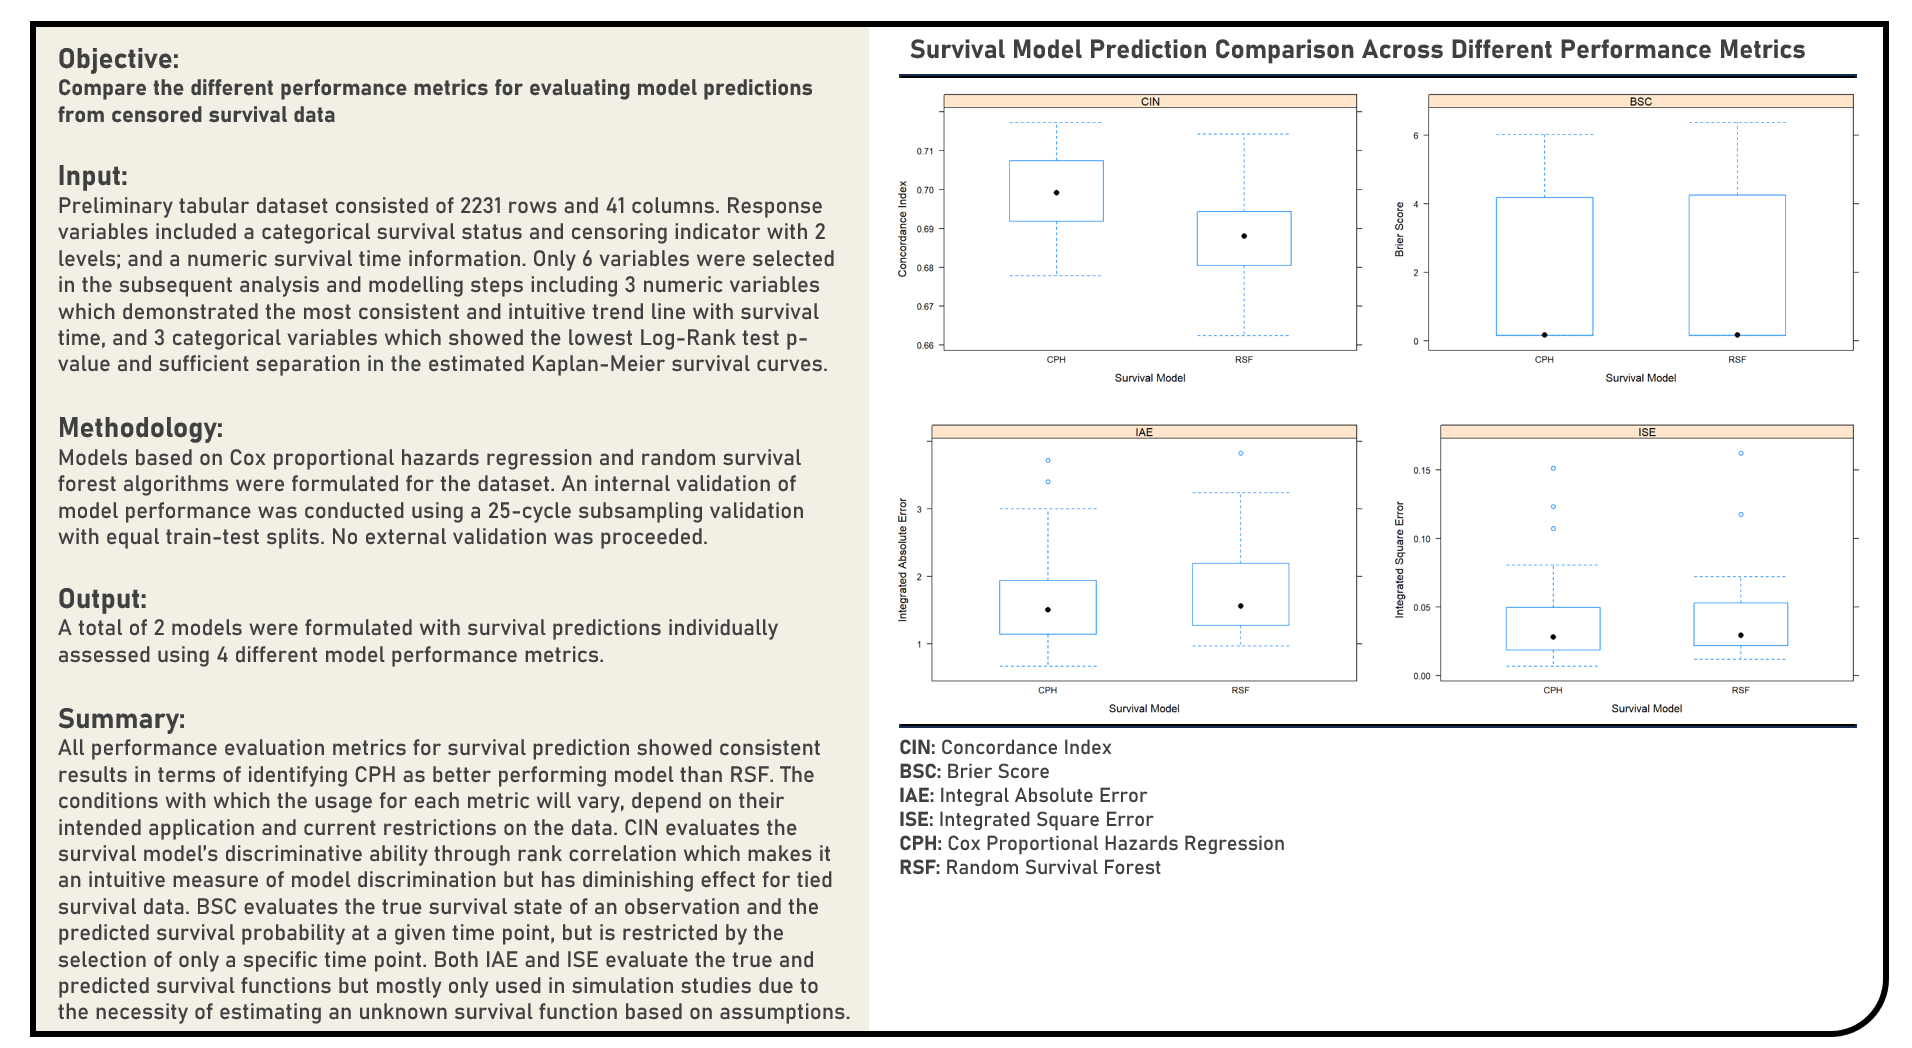 Objective:
Compare the different performance metrics for evaluating model predictions
from censored survival data
Input:
Preliminary tabular dataset consisted of 2231 rows and 41 columns. Response
variables included a categorical survival status and censoring indicator with 2
levels; and a numeric survival time information. Only 6 variables were selected
in the subsequent analysis and modelling steps including 3 numeric variables
which demonstrated the most consistent and intuitive trend line with survival
time, and 3 categorical variables which showed the lowest Log-Rank test p-
value and sufficient separation in the estimated Kaplan-Meier survival curves.
Methodology:
Models based on Cox proportional hazards regression and random survival
forest algorithms were formulated for the dataset. An internal validation of
model performance was conducted using a 25-cycle subsampling validation
with equal train-test splits. No external validation was proceeded.
Output:
A total of 2 models were formulated with survival predictions individually
assessed using 4 different model performance metrics.
Summary:
All performance evaluation metrics for survival prediction showed consistent
results in terms of identifying CPH as better performing model than RSF. The
conditions with which the usage for each metric will vary, depend on their
intended application and current restrictions on the data. CIN evaluates the
survival model's discriminative ability through rank correlation which makes it
an intuitive measure of model discrimination but has diminishing effect for tied
survival data. BSC evaluates the true survival state of an observation and the
predicted survival probability at a given time point, but is restricted by the
selection of only a specific time point. Both IAE and ISE evaluate the true and
predicted survival functions but mostly only used in simulation studies due to
the necessity of estimating an unknown survival function based on assumptions.
Survival Model Prediction Comparison Across Different Performance Metrics
CIN
Concordance Index
0.71
0.70
0.69
0.68
0.67
0.66
CPH RSF
Survival Model
BSC
Brier Score
6
4
2
0
CPH RSF
Survival Model
IAE
Integrated Absolute Error
3
2
1
CPH RSF
Survival Model
ISE
Integrated Square Error
0.15
0.10
0.05
0.00
CPH RSF
Survival Model
CIN: Concordance Index
BSC: Brier Score
IAE: Integral Absolute Error
ISE: Integrated Square Error
CPH: Cox Proportional Hazards Regression
RSF: Random Survival Forest